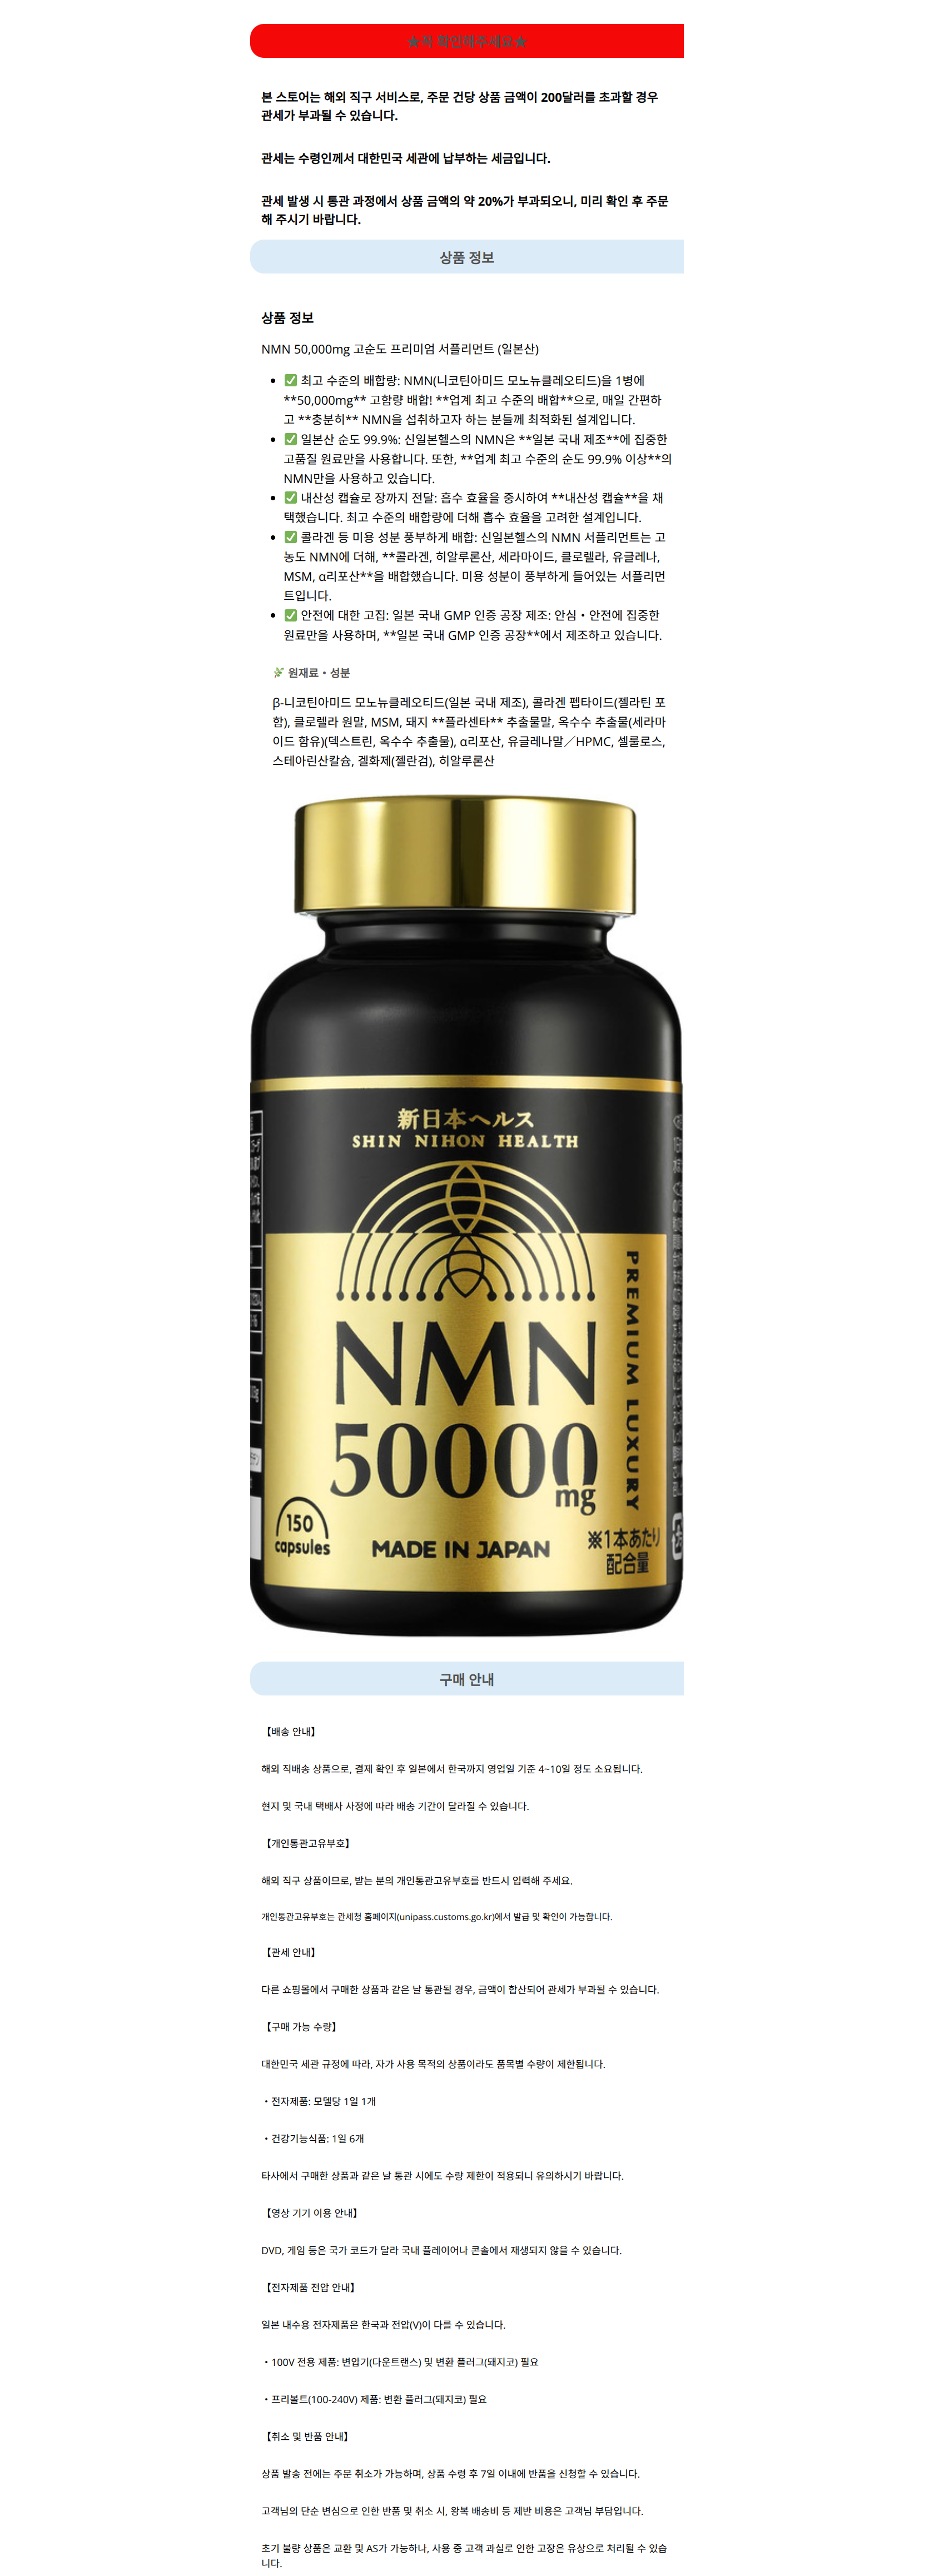 ★꼭 확인해주세요★
본 스토어는 해외 직구 서비스로, 주문 건당 상품 금액이 200달러를 초과할 경우
관세가 부과될 수 있습니다.
관세는 수령인께서 대한민국 세관에 납부하는 세금입니다.
관세 발생 시 통관 과정에서 상품 금액의 약 20%가 부과되오니, 미리 확인 후 주문
해 주시기 바랍니다.
상품 정보
상품 정보
NMN 50,000mg 고순도 프리미엄 서플리먼트 (일본산)
• ✅ 최고 수준의 배합량: NMN(니코틴아미드 모노뉴클레오티드)을 1병에
**50,000mg** 고함량 배합! **업계 최고 수준의 배합**으로, 매일 간편하
고 **충분히** NMN을 섭취하고자 하는 분들께 최적화된 설계입니다.
• ✅ 일본산 순도 99.9%: 신일본헬스의 NMN은 **일본 국내 제조**에 집중한
고품질 원료만을 사용합니다. 또한, **업계 최고 수준의 순도 99.9% 이상**의
NMN만을 사용하고 있습니다.
• ✅ 내산성 캡슐로 장까지 전달: 흡수 효율을 중시하여 **내산성 캡슐**을 채
택했습니다. 최고 수준의 배합량에 더해 흡수 효율을 고려한 설계입니다.
• ✅ 콜라겐 등 미용 성분 풍부하게 배합: 신일본헬스의 NMN 서플리먼트는 고
농도 NMN에 더해, **콜라겐, 히알루론산, 세라마이드, 클로렐라, 유글레나,
MSM, α리포산**을 배합했습니다. 미용 성분이 풍부하게 들어있는 서플리먼
트입니다.
• ✅ 안전에 대한 고집: 일본 국내 GMP 인증 공장 제조: 안심・안전에 집중한
원료만을 사용하며, **일본 국내 GMP 인증 공장**에서 제조하고 있습니다.
🌿 원재료・성분
β-니코틴아미드 모노뉴클레오티드(일본 국내 제조), 콜라겐 펩타이드(젤라틴 포
함), 클로렐라 원말, MSM, 돼지 **플라센타** 추출물말, 옥수수 추출물(세라마
이드 함유)(덱스트린, 옥수수 추출물), α리포산, 유글레나말／HPMC, 셀룰로스,
스테아린산칼슘, 겔화제(젤란검), 히알루론산
新日本ヘルス
SHIN NIHON HEALTH
NMN
50000
mg
PREMIUM LUXURY
150
capsules
MADE IN JAPAN
※1本あたり
配合量
구매 안내
【배송 안내】
해외 직배송 상품으로, 결제 확인 후 일본에서 한국까지 영업일 기준 4~10일 정도 소요됩니다.
현지 및 국내 택배사 사정에 따라 배송 기간이 달라질 수 있습니다.
【개인통관고유부호】
해외 직구 상품이므로, 받는 분의 개인통관고유부호를 반드시 입력해 주세요.
개인통관고유부호는 관세청 홈페이지(unipass.customs.go.kr)에서 발급 및 확인이 가능합니다.
【관세 안내】
다른 쇼핑몰에서 구매한 상품과 같은 날 통관될 경우, 금액이 합산되어 관세가 부과될 수 있습니다.
【구매 가능 수량】
대한민국 세관 규정에 따라, 자가 사용 목적의 상품이라도 품목별 수량이 제한됩니다.
・전자제품: 모델당 1일 1개
・건강기능식품: 1일 6개
타사에서 구매한 상품과 같은 날 통관 시에도 수량 제한이 적용되니 유의하시기 바랍니다.
【영상 기기 이용 안내】
DVD, 게임 등은 국가 코드가 달라 국내 플레이어나 콘솔에서 재생되지 않을 수 있습니다.
【전자제품 전압 안내】
일본 내수용 전자제품은 한국과 전압(V)이 다를 수 있습니다.
・100V 전용 제품: 변압기(다운트랜스) 및 변환 플러그(돼지코) 필요
・프리볼트(100-240V) 제품: 변환 플러그(돼지코) 필요
【취소 및 반품 안내】
상품 발송 전에는 주문 취소가 가능하며, 상품 수령 후 7일 이내에 반품을 신청할 수 있습니다.
고객님의 단순 변심으로 인한 반품 및 취소 시, 왕복 배송비 등 제반 비용은 고객님 부담입니다.
초기 불량 상품은 교환 및 AS가 가능하나, 사용 중 고객 과실로 인한 고장은 유상으로 처리될 수 있습
니다.